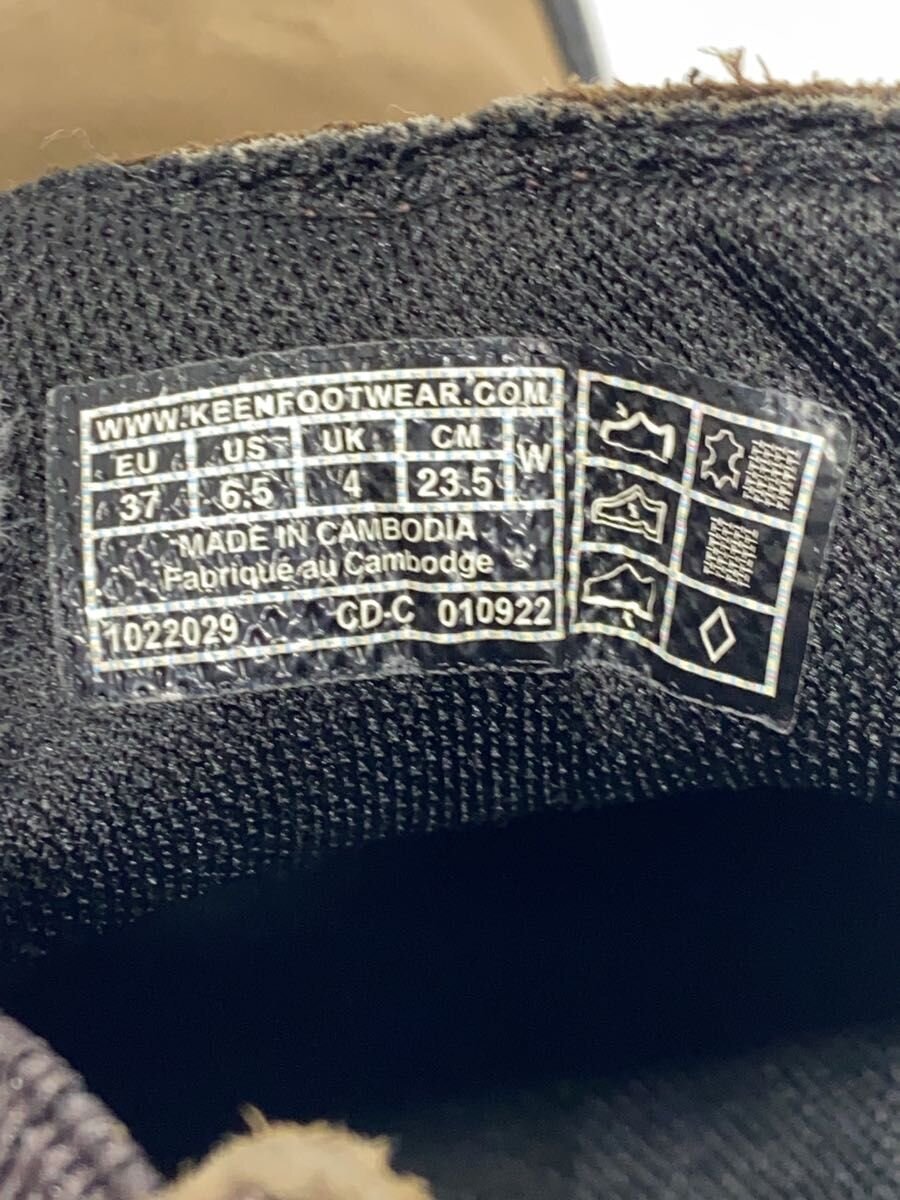 WWW.KEENFOOTWEAR.COM
EU US UK CM W
37 6.5 4 23.5
MADE IN CAMBODIA
Fabriqué au Cambodge
1022029 CD-C 010922